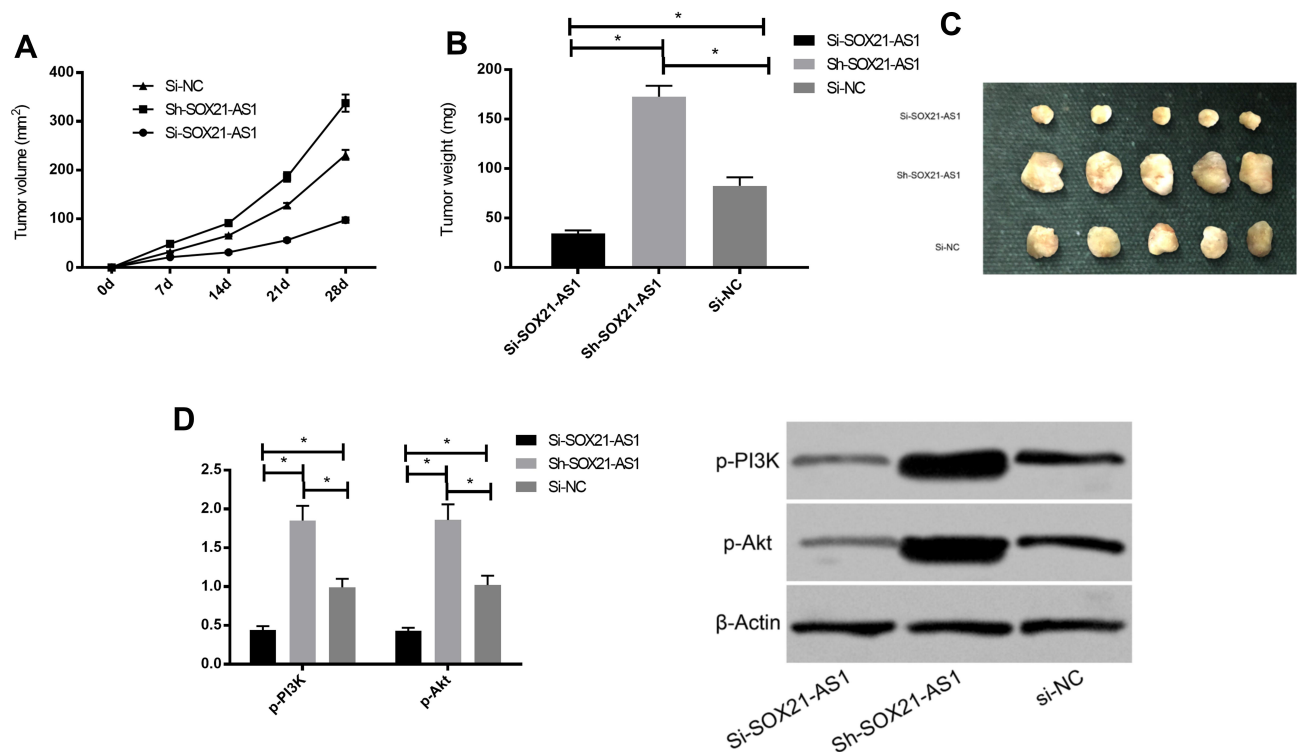 A
Tumor volume (mm²)
400
300
200
100
0
0d
7d
14d
21d
28d
Si-NC
Sh-SOX21-AS1
Si-SOX21-AS1
B
Tumor weight (mg)
200
150
100
50
0
*
*
*
Si-SOX21-AS1
Sh-SOX21-AS1
Si-NC
Si-SOX21-AS1
Sh-SOX21-AS1
Si-NC
C
Si-SOX21-AS1
Sh-SOX21-AS1
Si-NC
D
2.5
2.0
1.5
1.0
0.5
0.0
*
*
*
*
*
*
p-PI3K
p-Akt
Si-SOX21-AS1
Sh-SOX21-AS1
Si-NC
p-PI3K
p-Akt
β-Actin
Si-SOX21-AS1
Sh-SOX21-AS1
si-NC